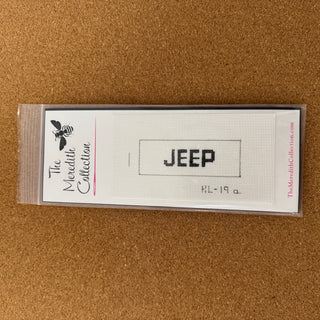 The
Meredith
Collection
JEEP
KL-19 a
TheMeredithCollection.com